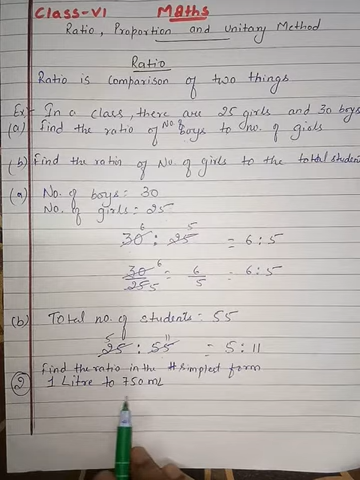 Class-VI Maths
Ratio, Proportion and Unitary Method
Ratio
Ratio is comparison of two things
Ex:- In a class, there are 25 girls and 30 boys
(a) Find the ratio of No. of boys to no. of girls
(b) Find the ratio of No. of girls to the total student
(a) No. of boys = 30
No. of girls = 25
6 5
30 : 25 = 6 : 5
30 6 / 25 5 = 6/5 = 6 : 5
(b) Total no. of students = 55
5 11
25 : 55 = 5 : 11
Find the ratio in the simplest form
② 1 Litre to 750 mL